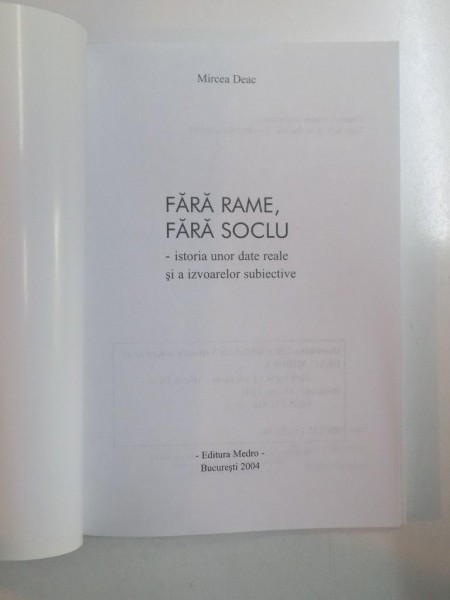 Mircea Deac
FĂRĂ RAME,
FĂRĂ SOCLU
- istoria unor date reale
şi a izvoarelor subiective
- Editura Medro -
Bucureşti 2004